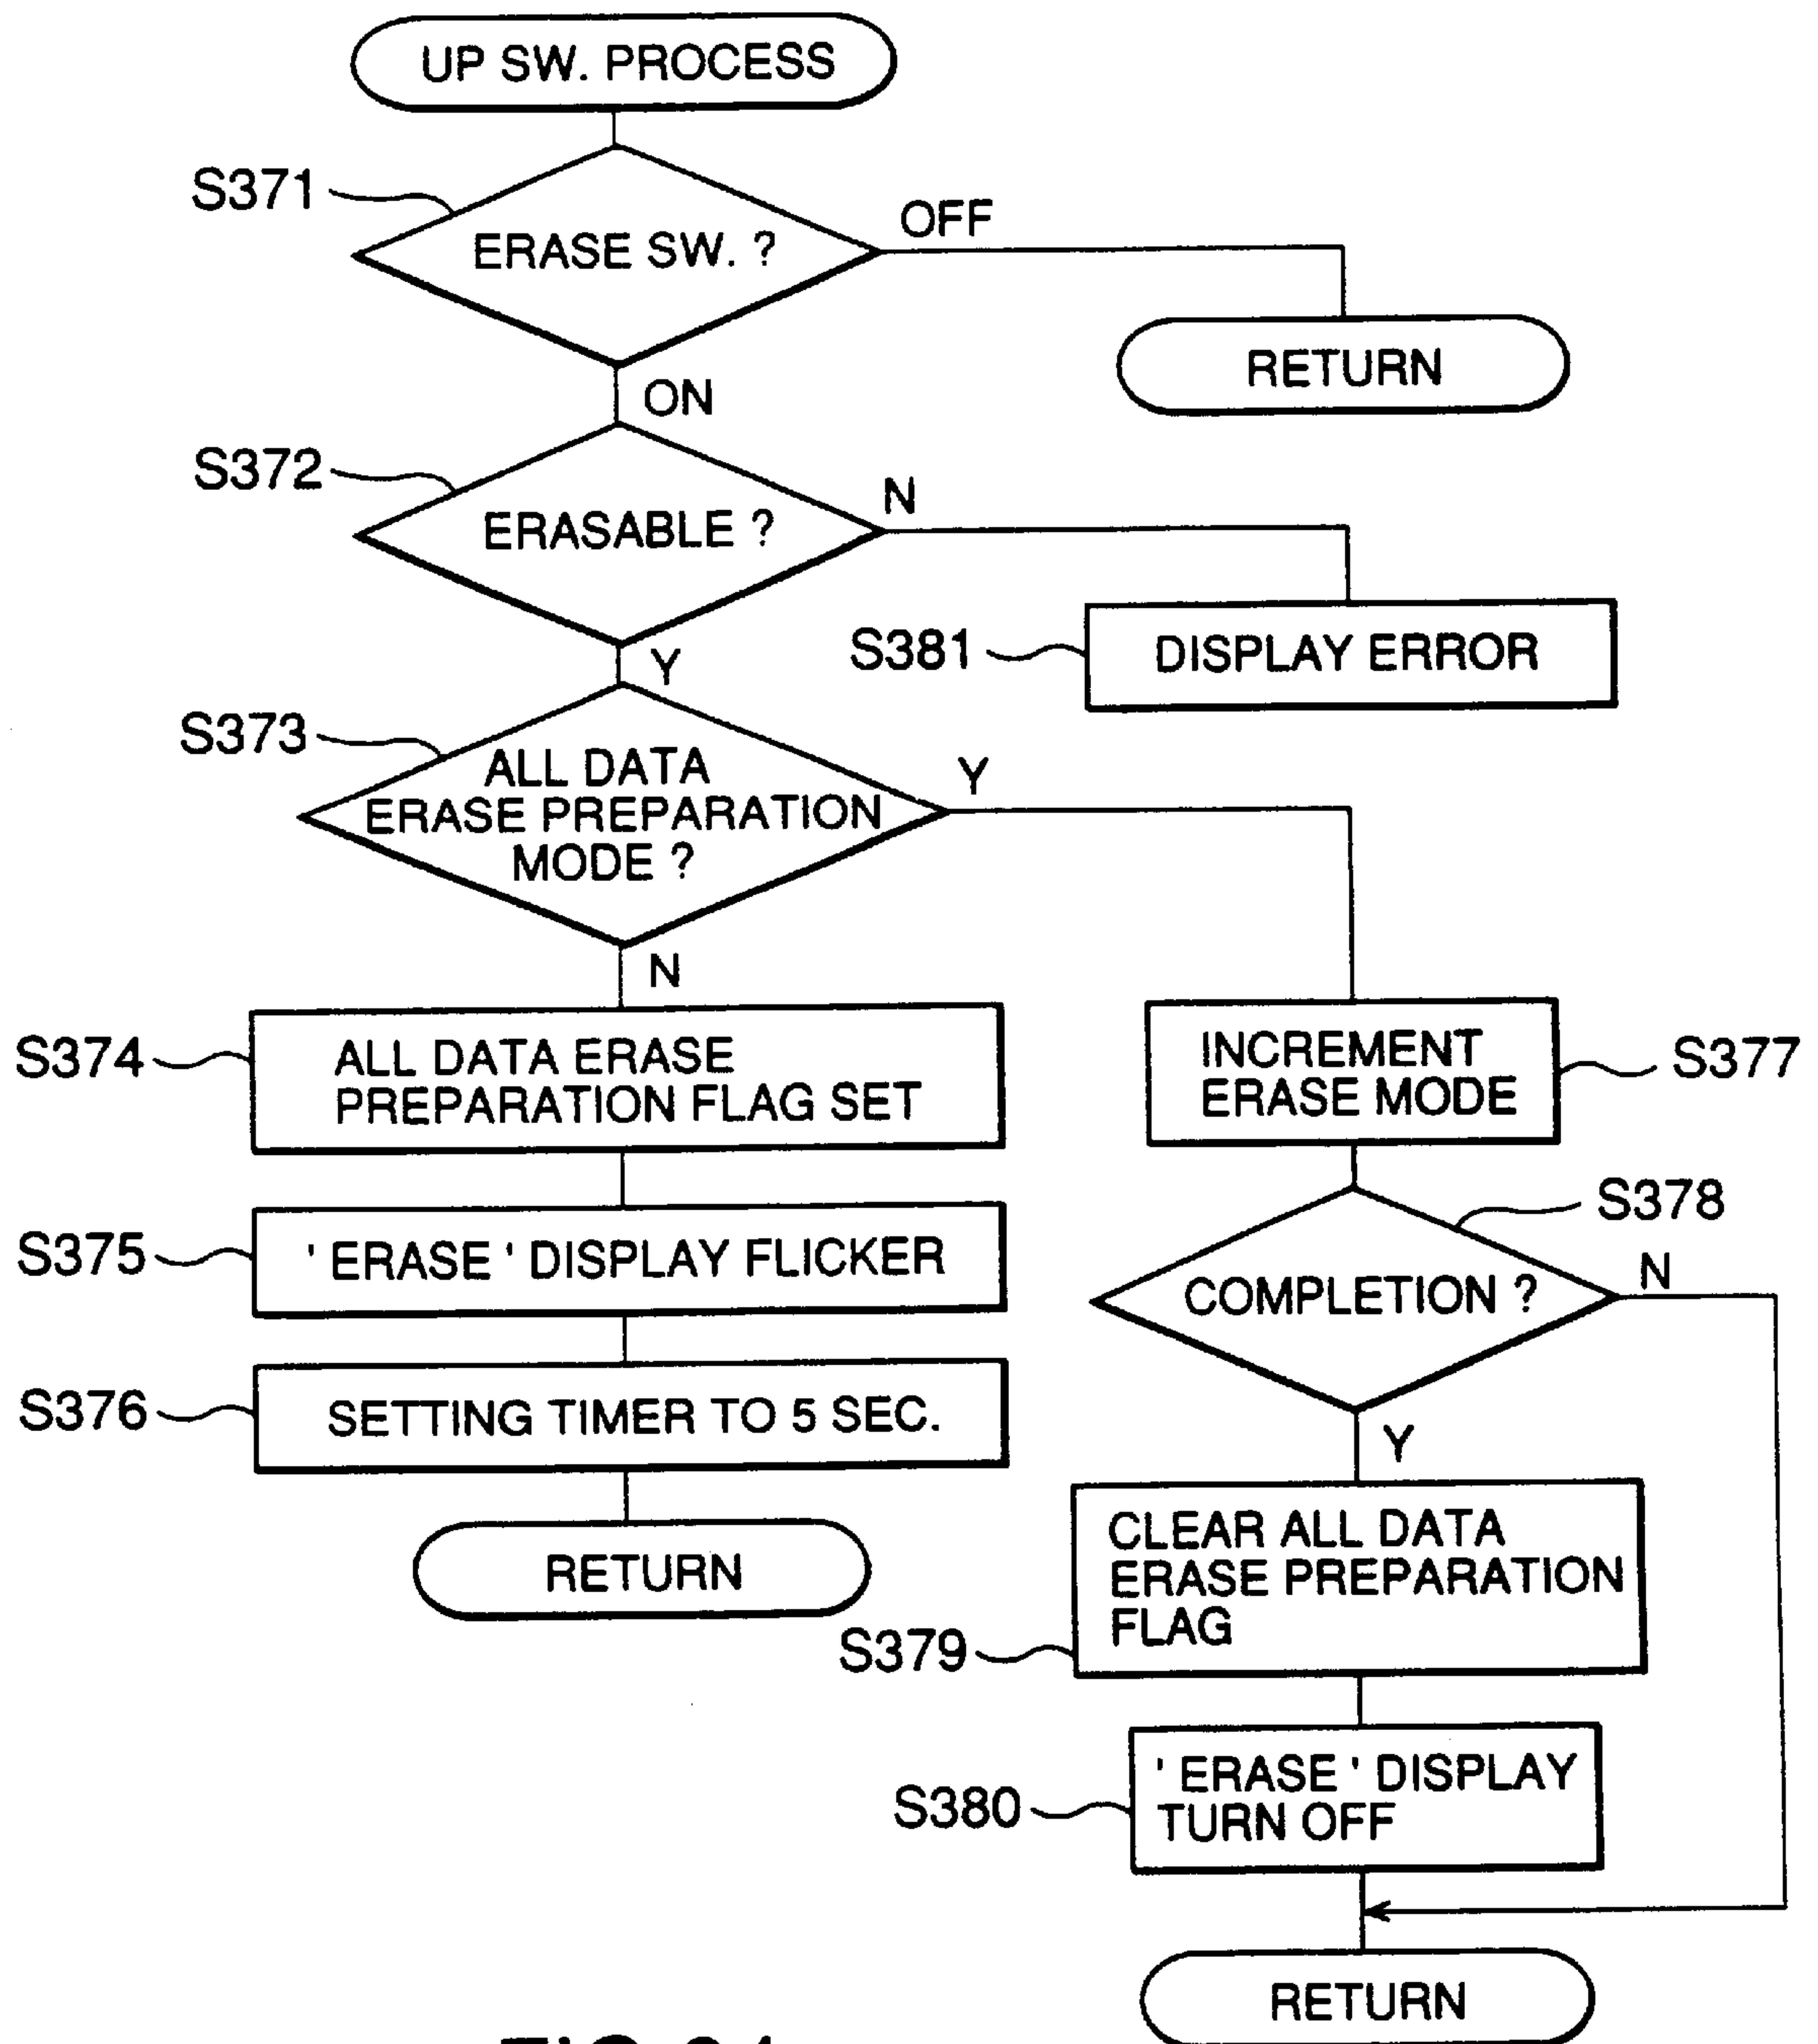 UP SW. PROCESS
S371
ERASE SW. ?
OFF
RETURN
ON
S372
ERASABLE ?
N
S381
DISPLAY ERROR
Y
S373
ALL DATA
ERASE PREPARATION
MODE ?
Y
N
S374
ALL DATA ERASE
PREPARATION FLAG SET
INCREMENT
ERASE MODE
S377
S375
' ERASE ' DISPLAY FLICKER
S378
COMPLETION ?
N
S376
SETTING TIMER TO 5 SEC.
Y
RETURN
CLEAR ALL DATA
ERASE PREPARATION
FLAG
S379
S380
' ERASE ' DISPLAY
TURN OFF
RETURN